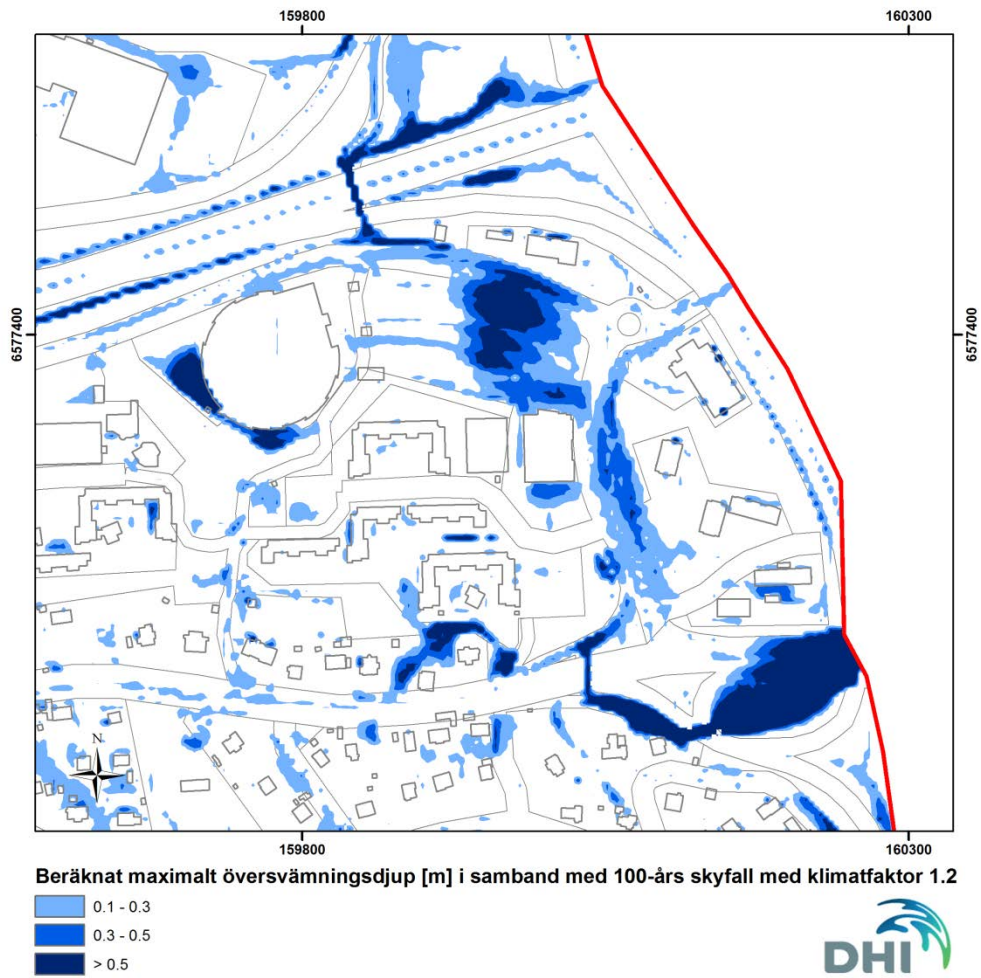 159800 160300
6577400 6577400
N
159800 160300
Beräknat maximalt översvämningsdjup [m] i samband med 100-års skyfall med klimatfaktor 1.2
0.1 - 0.3
0.3 - 0.5
> 0.5
DHI